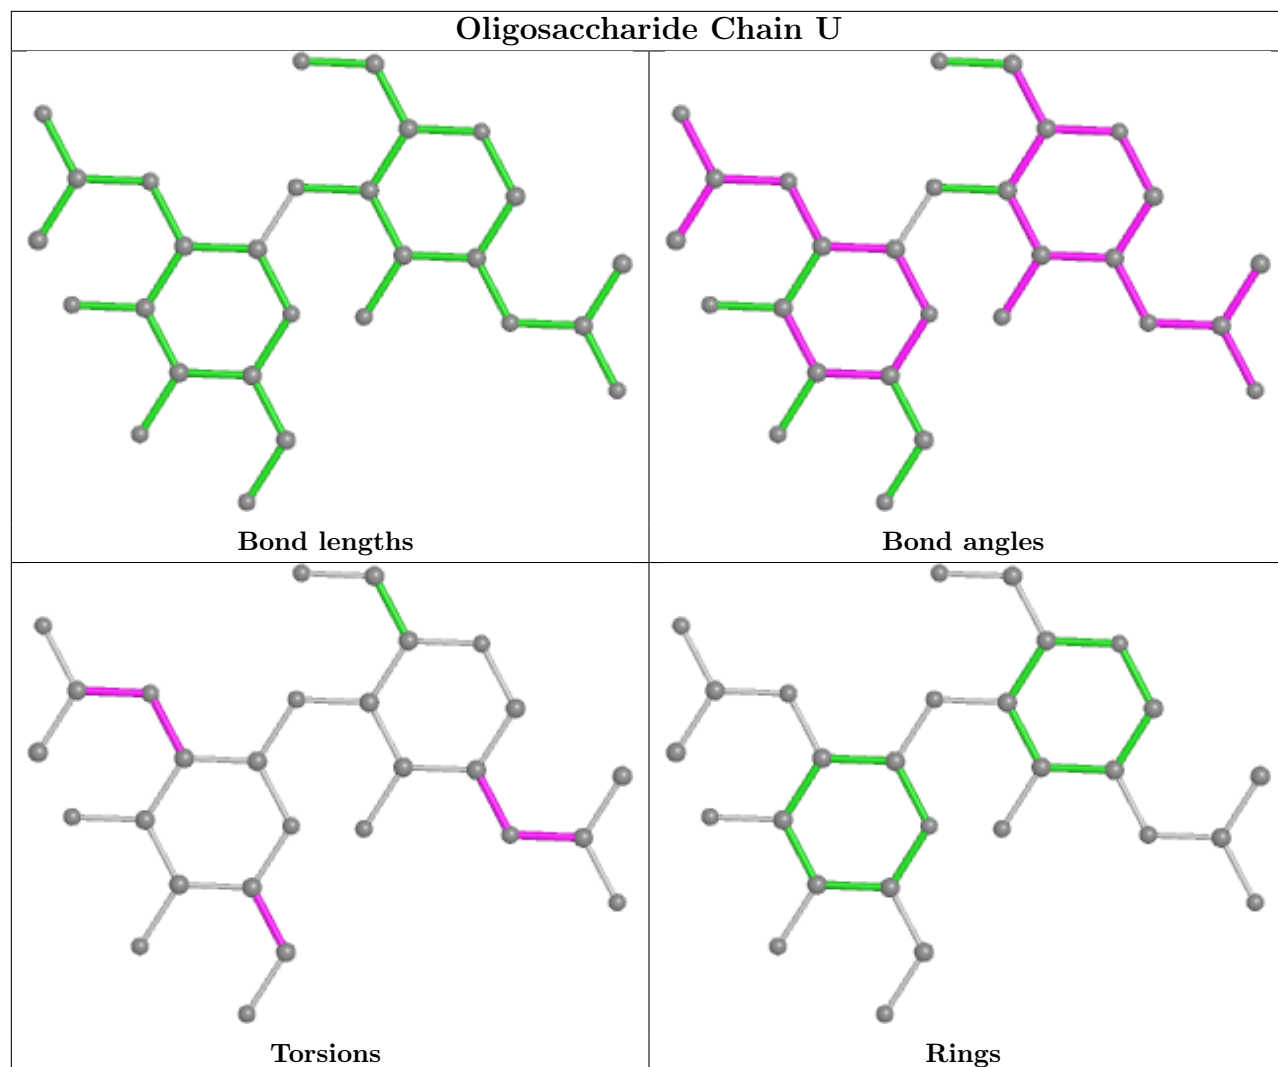 Oligosaccharide Chain U
Bond lengths
Bond angles
Torsions
Rings